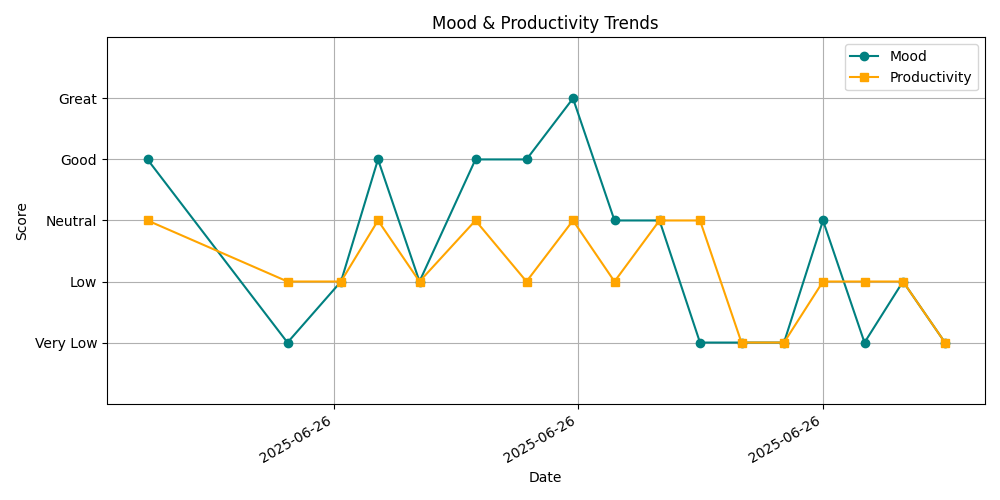 Mood & Productivity Trends
Mood
Productivity
Great
Good
Neutral
Low
Very Low
Score
2025-06-26
2025-06-26
2025-06-26
Date